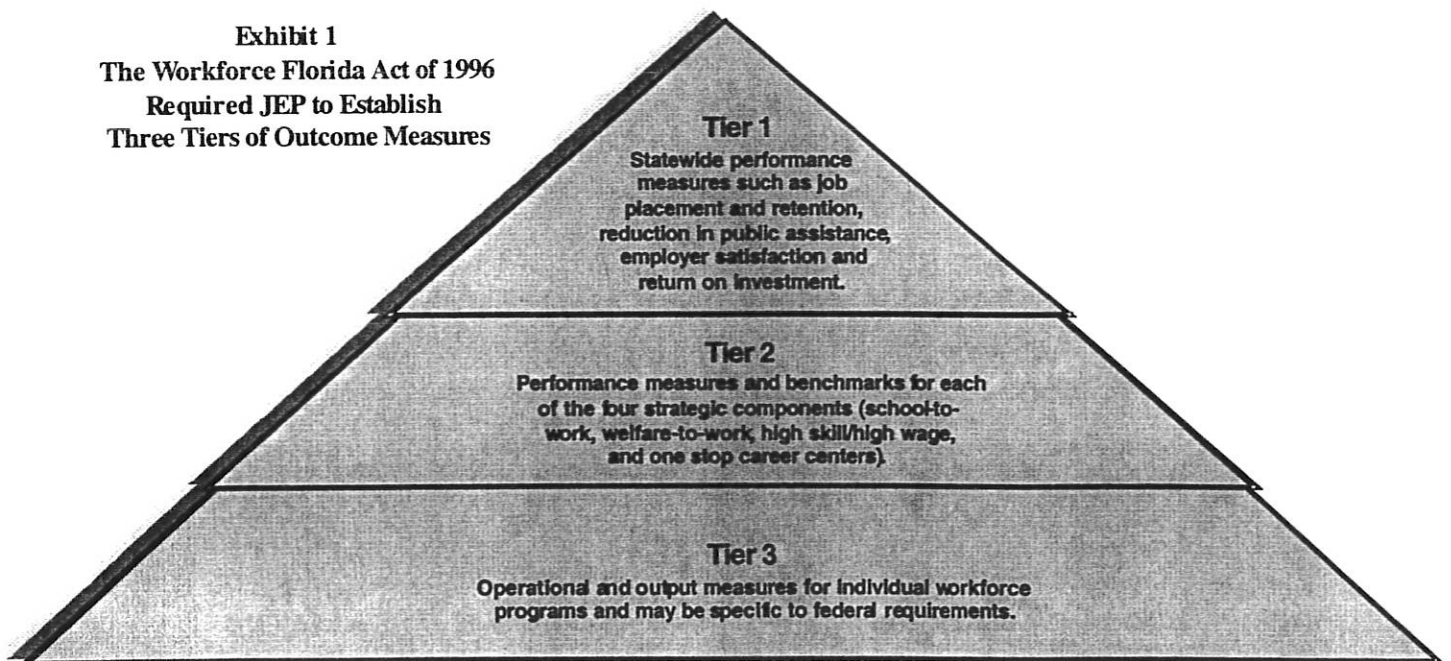 Exhibit 1
The Workforce Florida Act of 1996
Required JEP to Establish
Three Tiers of Outcome Measures
Tier 1
Statewide performance
measures such as job
placement and retention,
reduction in public assistance,
employer satisfaction and
return on investment.
Tier 2
Performance measures and benchmarks for each
of the four strategic components (school-to-
work, welfare-to-work, high skill/high wage,
and one stop career centers).
Tier 3
Operational and output measures for individual workforce
programs and may be specific to federal requirements.